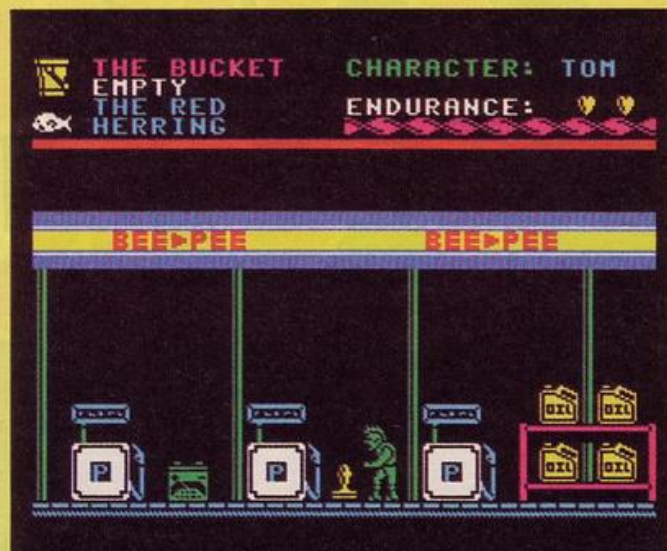 THE BUCKET
EMPTY
THE RED
HERRING
CHARACTER: TOM
ENDURANCE:
BEE▸PEE BEE▸PEE
OIL OIL
P P P OIL OIL